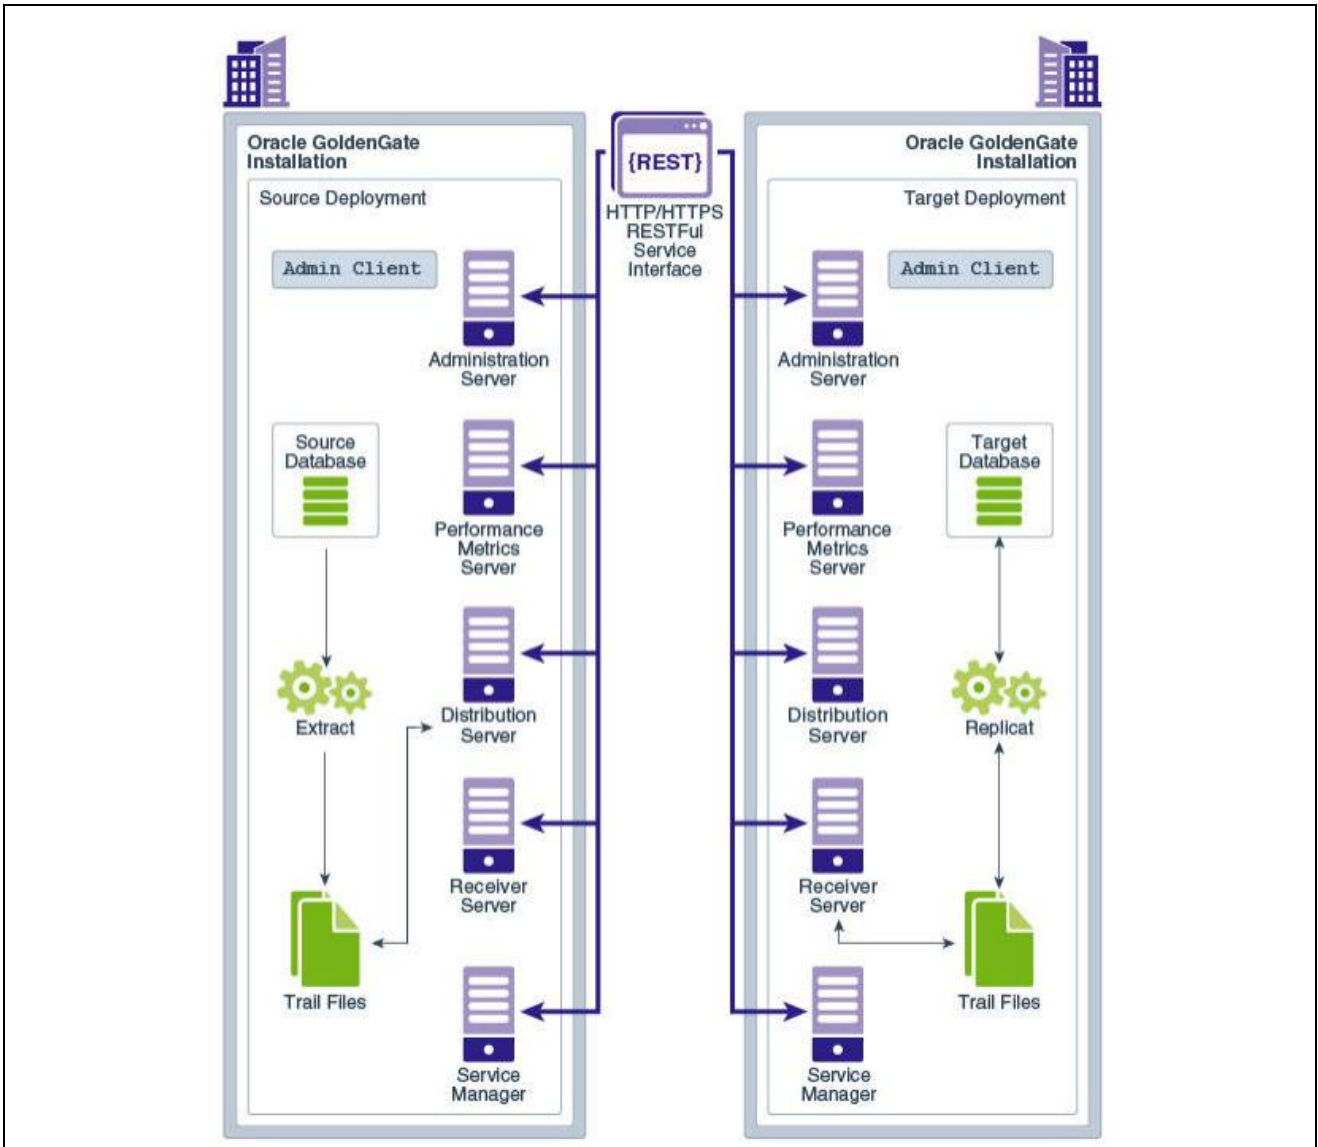 Oracle GoldenGate
Installation
Source Deployment
Admin Client
Administration
Server
Source
Database
Performance
Metrics
Server
Extract
Distribution
Server
Receiver
Server
Trail Files
Service
Manager
{REST}
HTTP/HTTPS
RESTFul
Service
Interface
Oracle GoldenGate
Installation
Target Deployment
Admin Client
Administration
Server
Target
Database
Performance
Metrics
Server
Distribution
Server
Replicat
Receiver
Server
Trail Files
Service
Manager